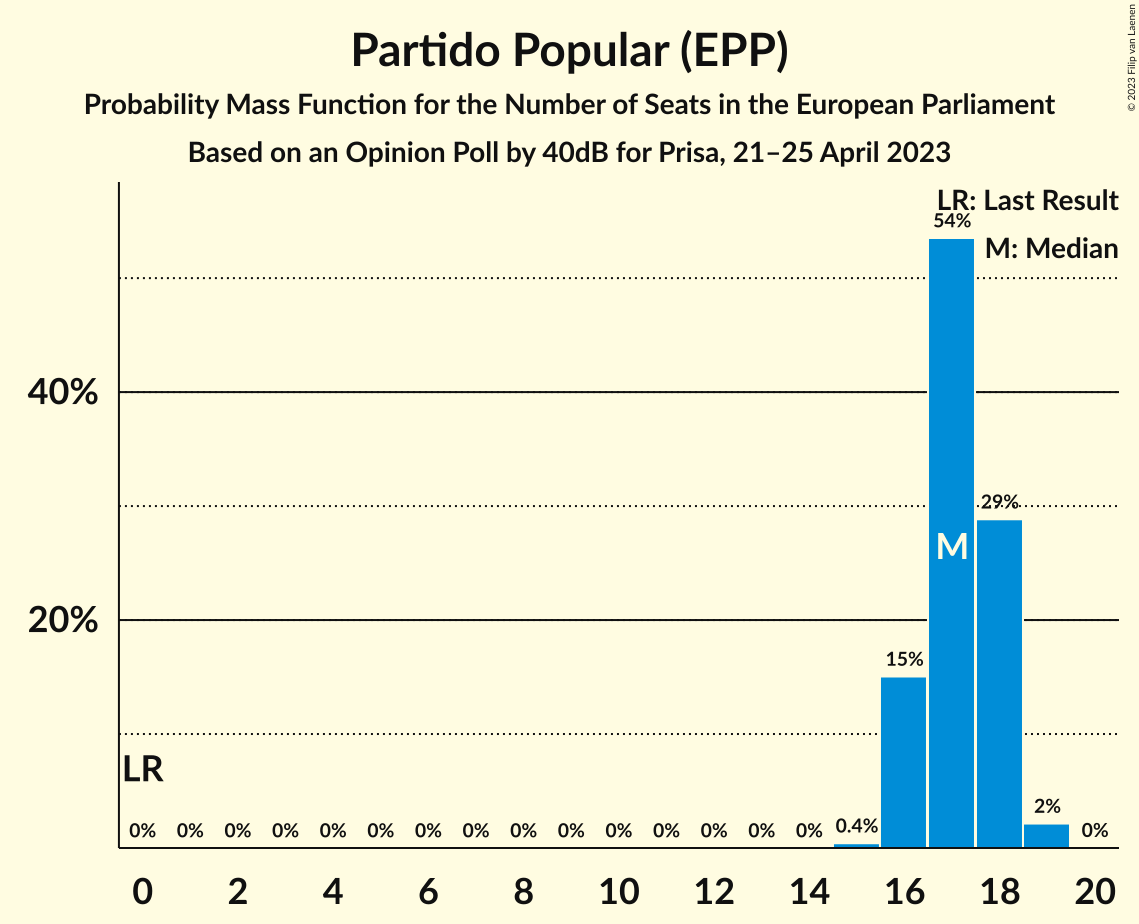 Partido Popular (EPP)
Probability Mass Function for the Number of Seats in the European Parliament
Based on an Opinion Poll by 40dB for Prisa, 21–25 April 2023
© 2023 Filip van Laenen
LR: Last Result
M: Median
54%
40%
29%
M
20%
15%
LR
0% 0% 0% 0% 0% 0% 0% 0% 0% 0% 0% 0% 0% 0% 0% 0.4% 2% 0%
0 2 4 6 8 10 12 14 16 18 20